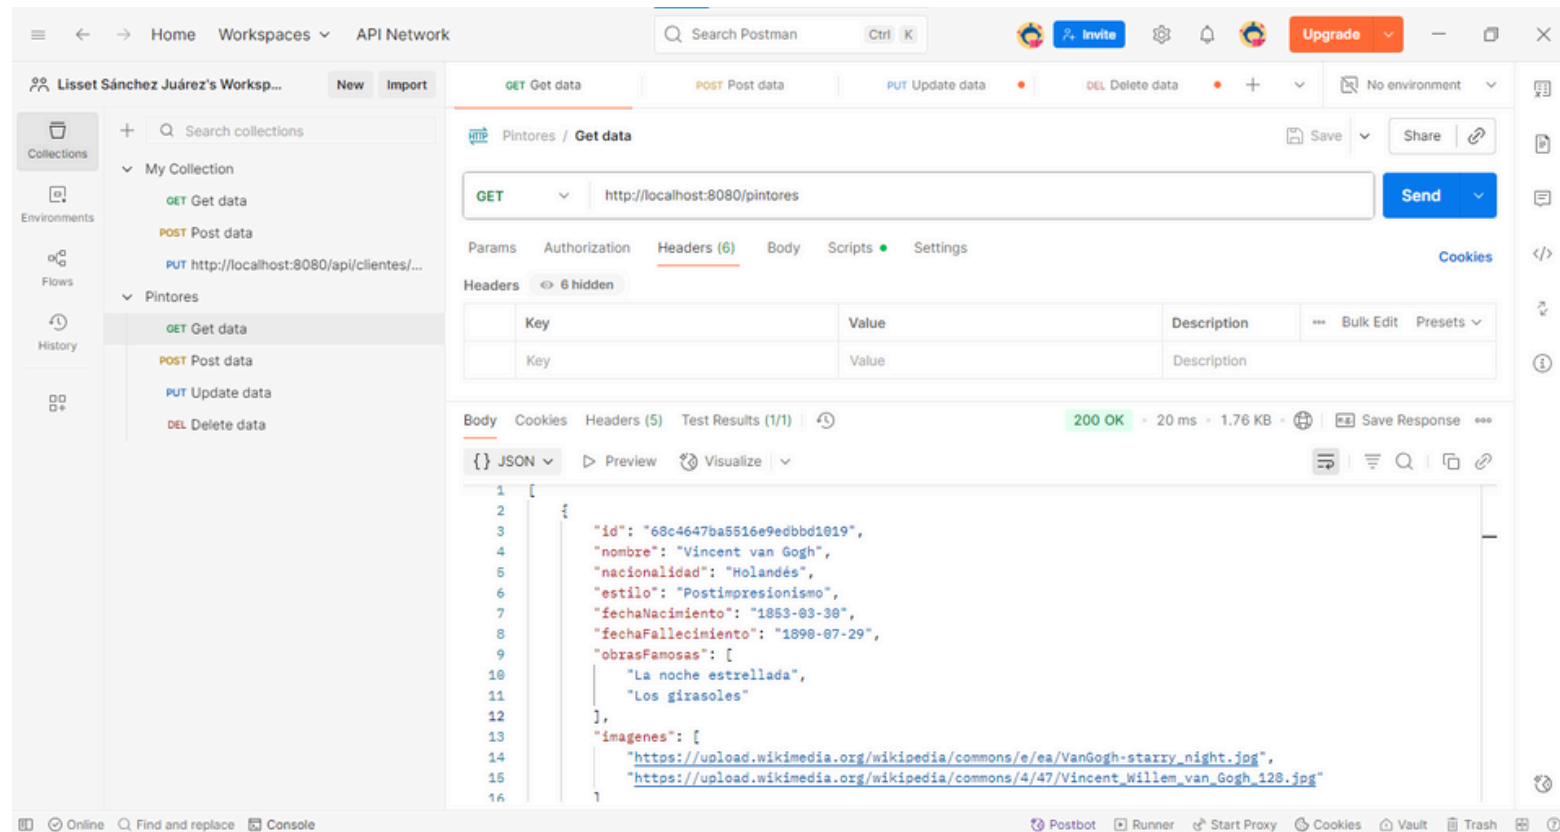 Home Workspaces API Network Search Postman Ctrl K Invite Upgrade
Lisset Sánchez Juárez's Worksp... New Import
GET Get data POST Post data PUT Update data DEL Delete data No environment
Collections
Environments
Flows
History
Search collections
My Collection
GET Get data
POST Post data
PUT http://localhost:8080/api/clientes/...
Pintores
GET Get data
POST Post data
PUT Update data
DEL Delete data
HTTP Pintores / Get data Save Share
GET http://localhost:8080/pintores Send
Params Authorization Headers (6) Body Scripts Settings Cookies
Headers 6 hidden
Key Value Description Bulk Edit Presets
Key Value Description
Body Cookies Headers (5) Test Results (1/1) 200 OK 20 ms 1.76 KB Save Response
{} JSON Preview Visualize
1 [
2 {
3 "id": "68c4647ba5516e9edbbd1019",
4 "nombre": "Vincent van Gogh",
5 "nacionalidad": "Holandés",
6 "estilo": "Postimpresionismo",
7 "fechaNacimiento": "1853-03-30",
8 "fechaFallecimiento": "1890-07-29",
9 "obrasFamosas": [
10 "La noche estrellada",
11 "Los girasoles"
12 ],
13 "imagenes": [
14 "https://upload.wikimedia.org/wikipedia/commons/e/ea/VanGogh-starry_night.jpg",
15 "https://upload.wikimedia.org/wikipedia/commons/4/47/Vincent_Willem_van_Gogh_128.jpg"
16 ]
Online Find and replace Console Postbot Runner Start Proxy Cookies Vault Trash